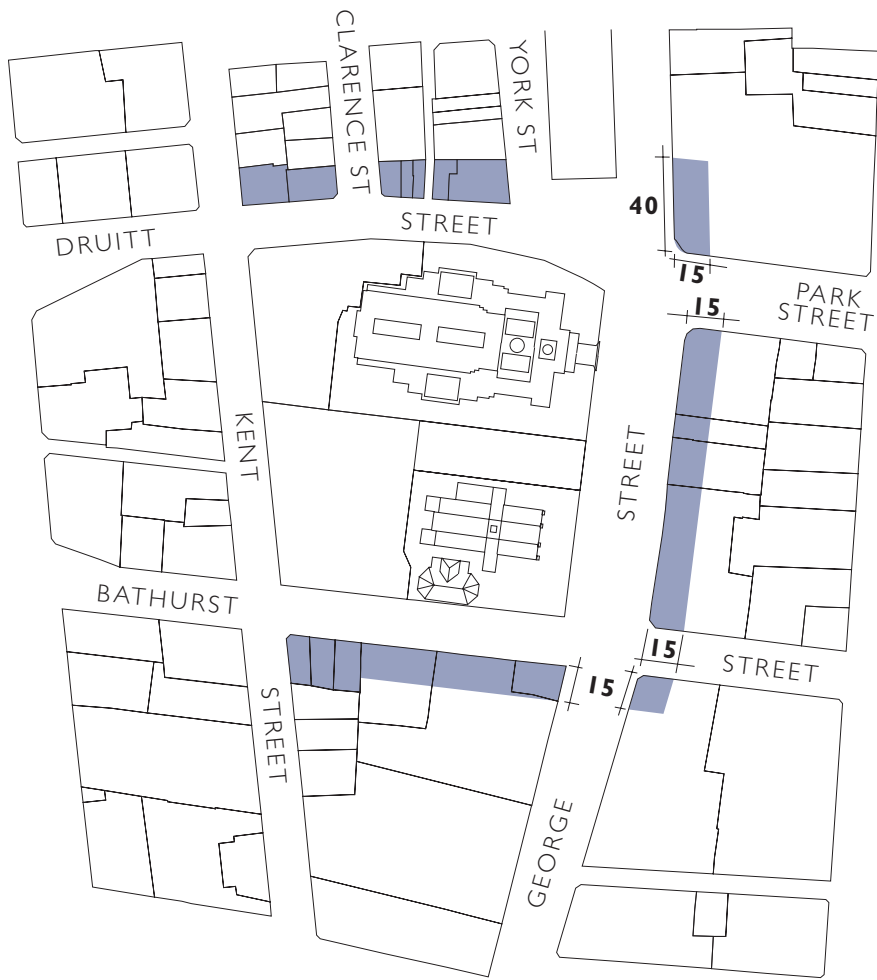 CLARENCE ST
YORK ST
STREET
DRUITT
40
15
15
PARK
STREET
KENT
STREET
BATHURST
15
STREET
STREET
15
GEORGE